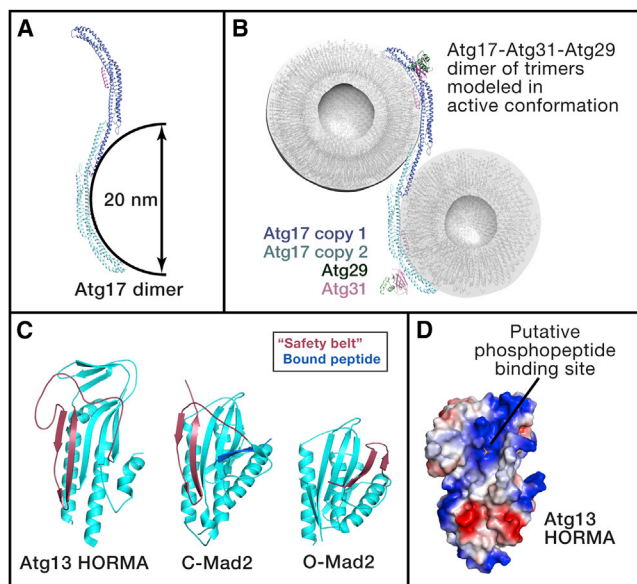 A
20 nm
Atg17 dimer
B
Atg17-Atg31-Atg29
dimer of trimers
modeled in
active conformation
Atg17 copy 1
Atg17 copy 2
Atg29
Atg31
C
"Safety belt"
Bound peptide
Atg13 HORMA
C-Mad2
O-Mad2
D
Putative
phosphopeptide
binding site
Atg13
HORMA